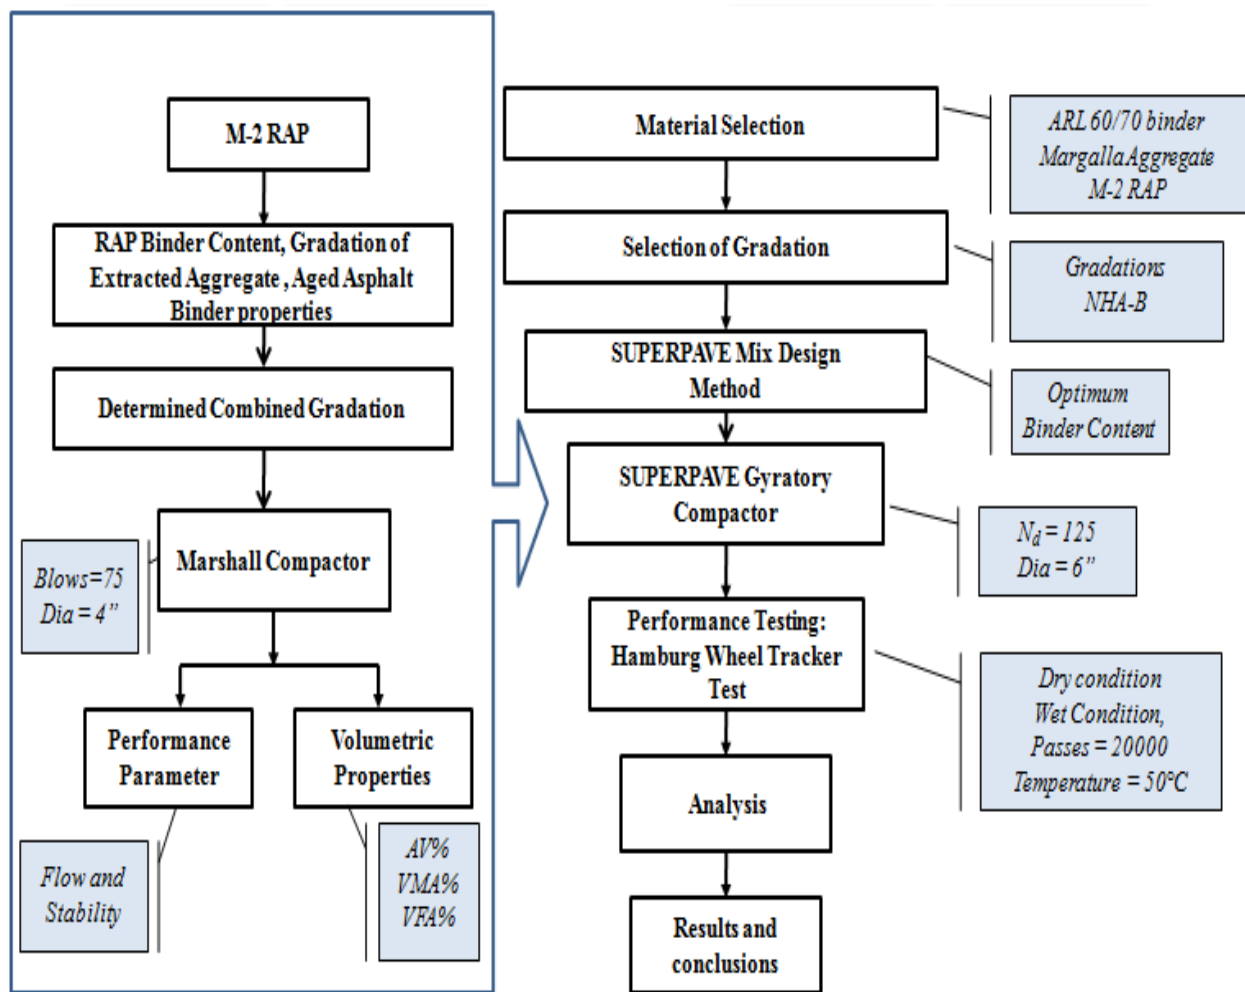 M-2 RAP
RAP Binder Content, Gradation of
Extracted Aggregate , Aged Asphalt
Binder properties
Determined Combined Gradation
Marshall Compactor
Blows=75
Dia = 4”
Performance
Parameter
Volumetric
Properties
Flow and
Stability
AV%
VMA%
VFA%
Material Selection
ARL 60/70 binder
Margalla Aggregate
M-2 RAP
Selection of Gradation
Gradations
NHA-B
SUPERPAVE Mix Design
Method
Optimum
Binder Content
SUPERPAVE Gyratory
Compactor
Nd = 125
Dia = 6”
Performance Testing:
Hamburg Wheel Tracker
Test
Dry condition
Wet Condition,
Passes = 20000
Temperature = 50°C
Analysis
Results and
conclusions